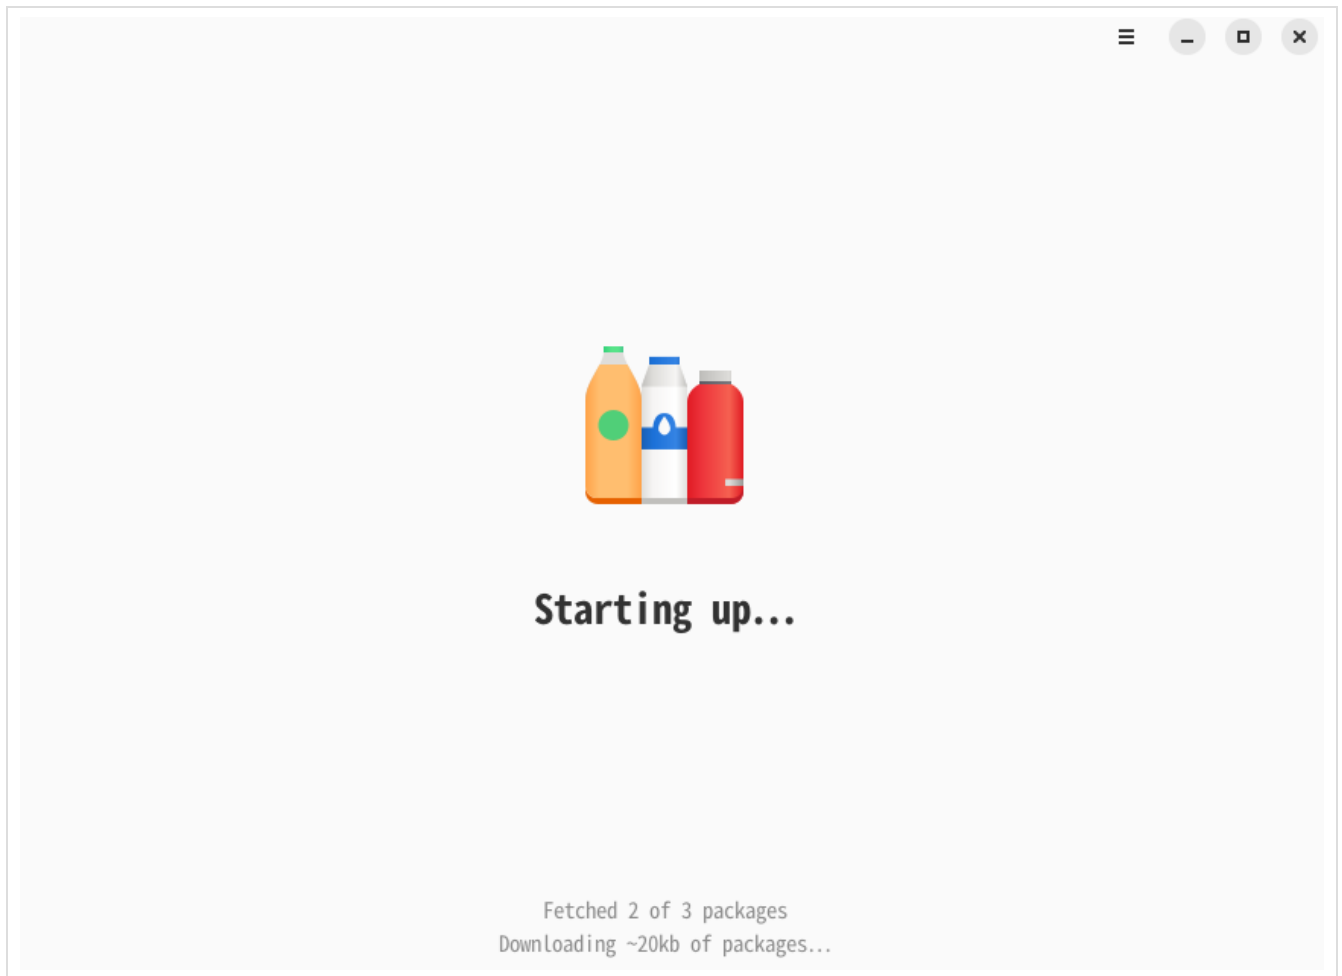 Starting up...
Fetched 2 of 3 packages
Downloading ~20kb of packages...